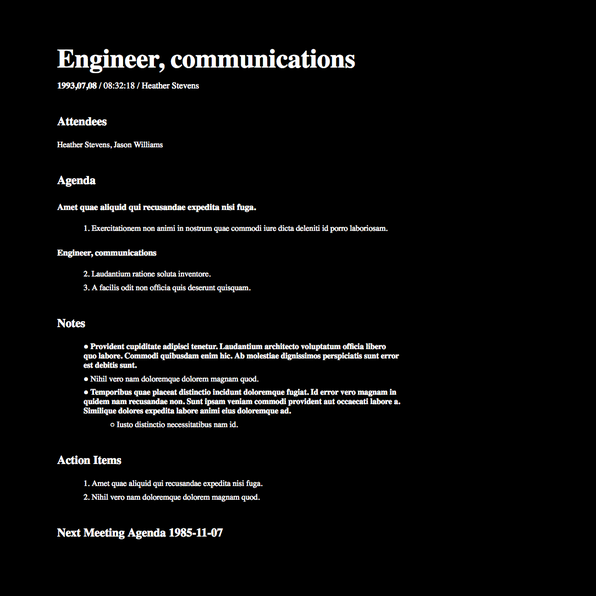 Engineer, communications
1993,07,08 / 08:32:18 / Heather Stevens
Attendees
Heather Stevens, Jason Williams
Agenda
Amet quae aliquid qui recusandae expedita nisi fuga.
1. Exercitationem non animi in nostrum quae commodi iure dicta deleniti id porro laboriosam.
Engineer, communications
2. Laudantium ratione soluta inventore.
3. A facilis odit non officia quis deserunt quisquam.
Notes
● Provident cupiditate adipisci tenetur. Laudantium architecto voluptatum officia libero
quo labore. Commodi quibusdam enim hic. Ab molestiae dignissimos perspiciatis sunt error
est debitis sunt.
● Nihil vero nam doloremque dolorem magnam quod.
● Temporibus quae placeat distinctio incidunt doloremque fugiat. Id error vero magnam in
quidem nam recusandae non. Sunt ipsam veniam commodi provident aut occaecati labore a.
Similique dolores expedita labore animi eius doloremque ad.
○ Iusto distinctio necessitatibus nam id.
Action Items
1. Amet quae aliquid qui recusandae expedita nisi fuga.
2. Nihil vero nam doloremque dolorem magnam quod.
Next Meeting Agenda 1985-11-07